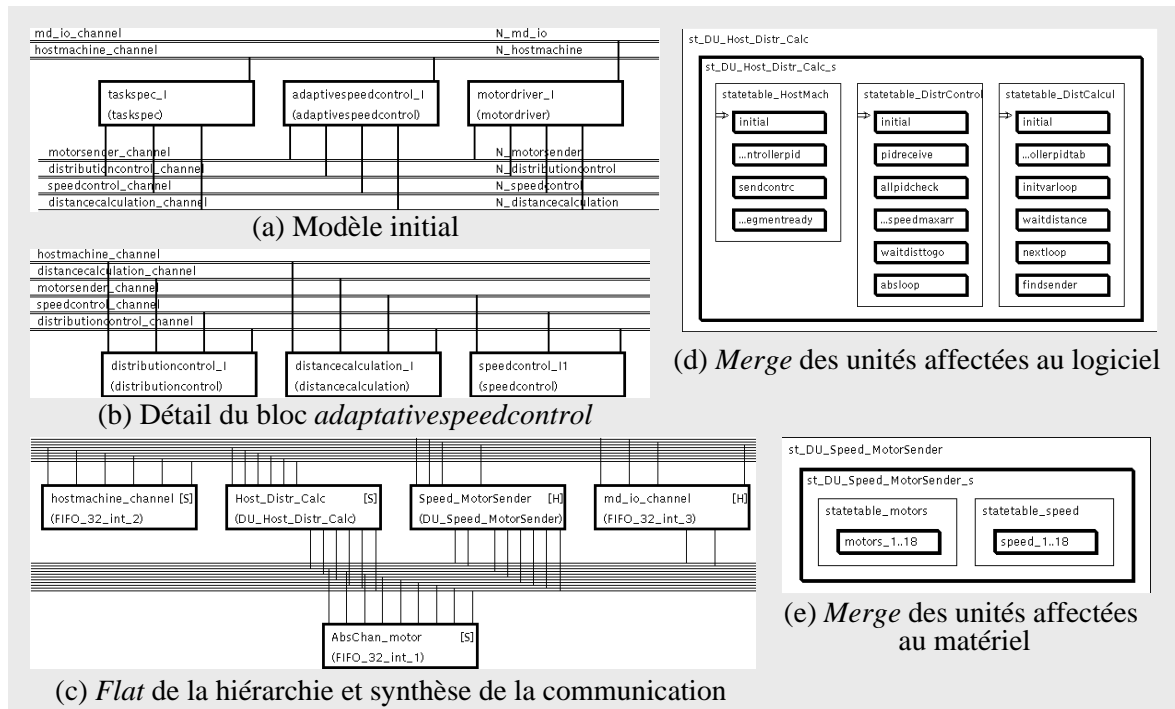 md_io_channel N_md_io
hostmachine_channel N_hostmachine
taskspec_I
(taskspec)
adaptivespeedcontrol_I
(adaptivespeedcontrol)
motordriver_I
(motordriver)
motorsender_channel N_motorsender
distributioncontrol_channel N_distributioncontrol
speedcontrol_channel N_speedcontrol
distancecalculation_channel N_distancecalculation
(a) Modèle initial
hostmachine_channel
distancecalculation_channel
motorsender_channel
speedcontrol_channel
distributioncontrol_channel
distributioncontrol_I
(distributioncontrol)
distancecalculation_I
(distancecalculation)
speedcontrol_I1
(speedcontrol)
(b) Détail du bloc adaptativespeedcontrol
hostmachine_channel [S]
(FIFO_32_int_2)
Host_Distr_Calc [S]
(DU_Host_Distr_Calc)
Speed_MotorSender [H]
(DU_Speed_MotorSender)
md_io_channel [H]
(FIFO_32_int_3)
AbsChan_motor [S]
(FIFO_32_int_1)
(c) Flat de la hiérarchie et synthèse de la communication
st_DU_Host_Distr_Calc
st_DU_Host_Distr_Calc_s
statetable_HostMach
initial
...ntrollerpid
sendcontrc
...egmentready
statetable_DistrControl
initial
pidreceive
allpidcheck
...speedmaxarr
waitdisttogo
absloop
statetable_DistCalcul
initial
...ollerpidtab
initvarloop
waitdistance
nextloop
findsender
(d) Merge des unités affectées au logiciel
st_DU_Speed_MotorSender
st_DU_Speed_MotorSender_s
statetable_motors
motors_1..18
statetable_speed
speed_1..18
(e) Merge des unités affectées
au matériel